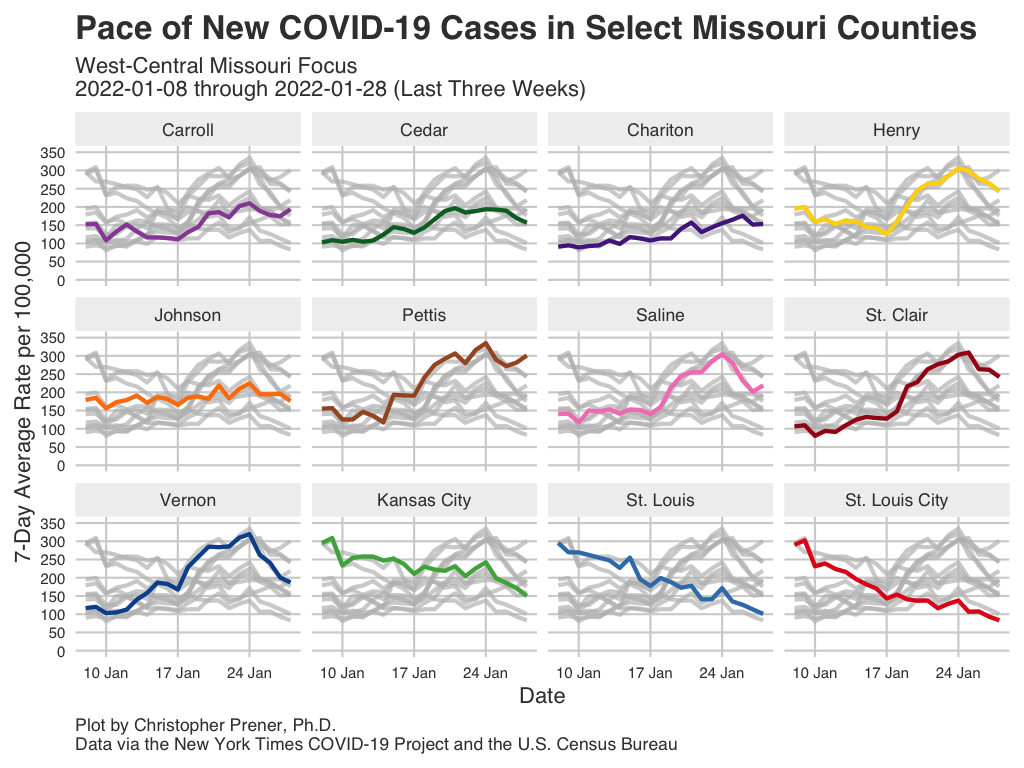 Pace of New COVID-19 Cases in Select Missouri Counties
West-Central Missouri Focus
2022-01-08 through 2022-01-28 (Last Three Weeks)
Carroll Cedar Chariton Henry
350
300
250
200
150
100
50
0
Johnson Pettis Saline St. Clair
350
300
250
200
150
100
50
0
Vernon Kansas City St. Louis St. Louis City
350
300
250
200
150
100
50
0
7-Day Average Rate per 100,000
10 Jan 17 Jan 24 Jan 10 Jan 17 Jan 24 Jan 10 Jan 17 Jan 24 Jan 10 Jan 17 Jan 24 Jan
Date
Plot by Christopher Prener, Ph.D.
Data via the New York Times COVID-19 Project and the U.S. Census Bureau